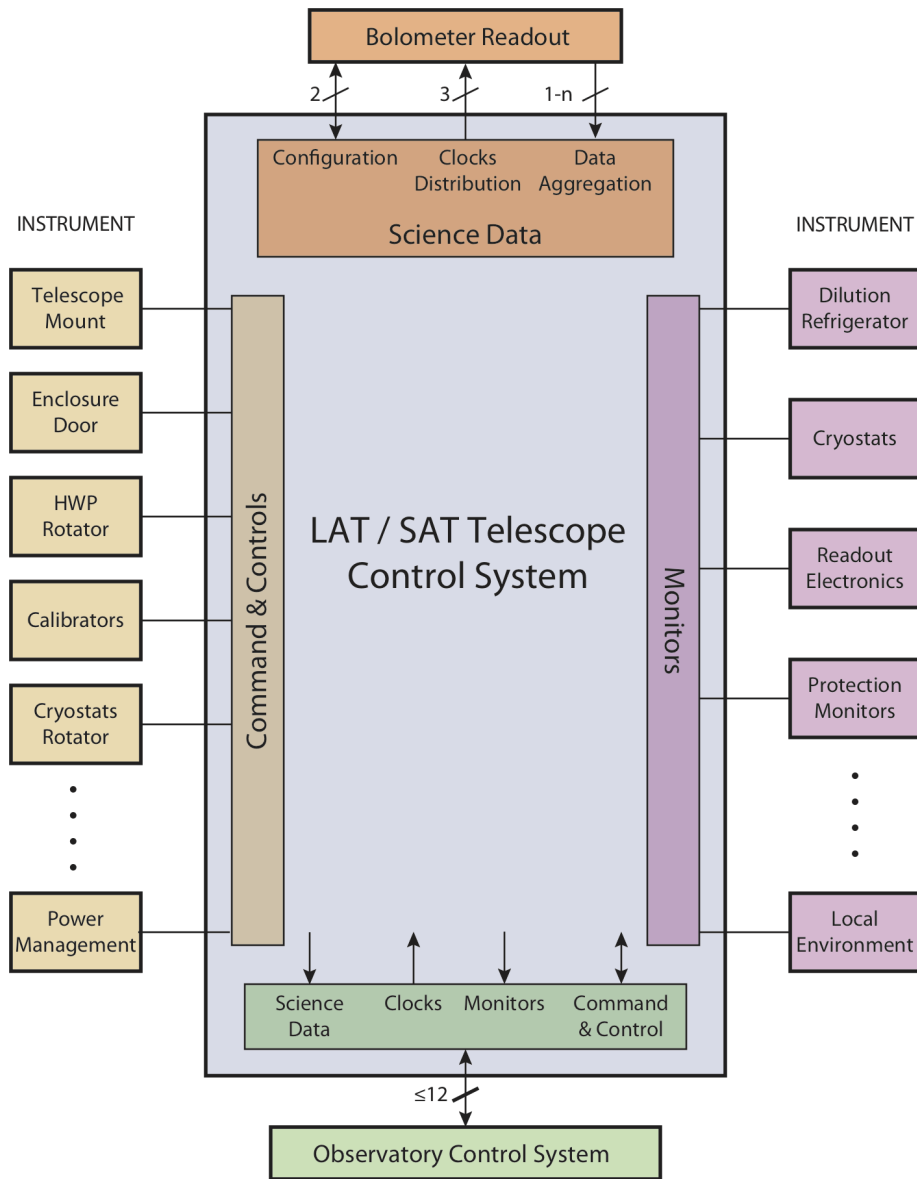 Bolometer Readout
2
3
1-n
Configuration
Clocks
Distribution
Data
Aggregation
Science Data
INSTRUMENT
Telescope
Mount
Enclosure
Door
HWP
Rotator
Calibrators
Cryostats
Rotator
Power
Management
Command & Controls
LAT / SAT Telescope
Control System
Monitors
INSTRUMENT
Dilution
Refrigerator
Cryostats
Readout
Electronics
Protection
Monitors
Local
Environment
Science
Data
Clocks
Monitors
Command
& Control
≤12
Observatory Control System